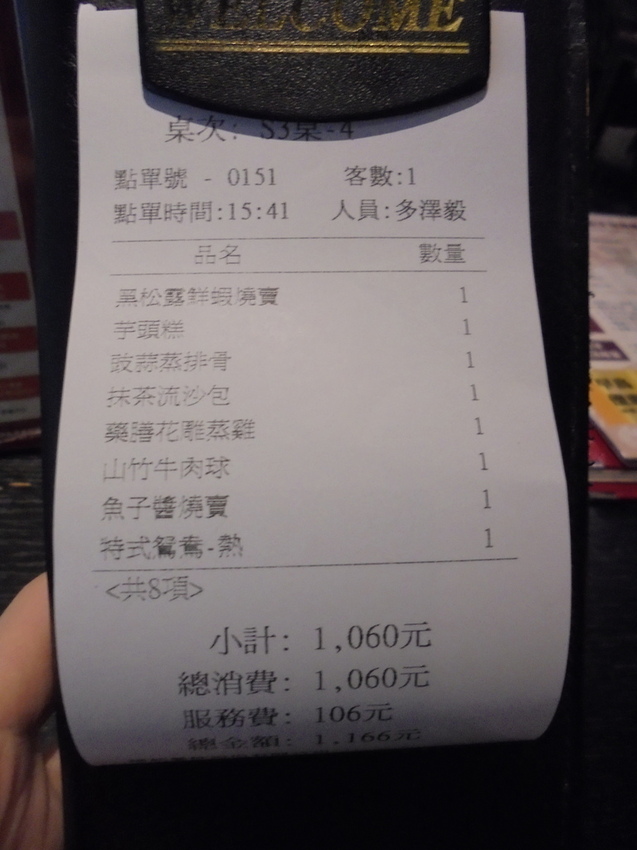 WELCOME
桌次: S3桌-4
點單號 - 0151 客數:1
點單時間:15:41 人員:多澤毅
品名 數量
黑松露鮮蝦燒賣 1
芋頭糕 1
豉蒜蒸排骨 1
抹茶流沙包 1
藥膳花雕蒸雞 1
山竹牛肉球 1
魚子醬燒賣 1
特式鴛鴦-熱 1
<共8項>
小計: 1,060元
總消費: 1,060元
服務費: 106元
總金額: 1,166元